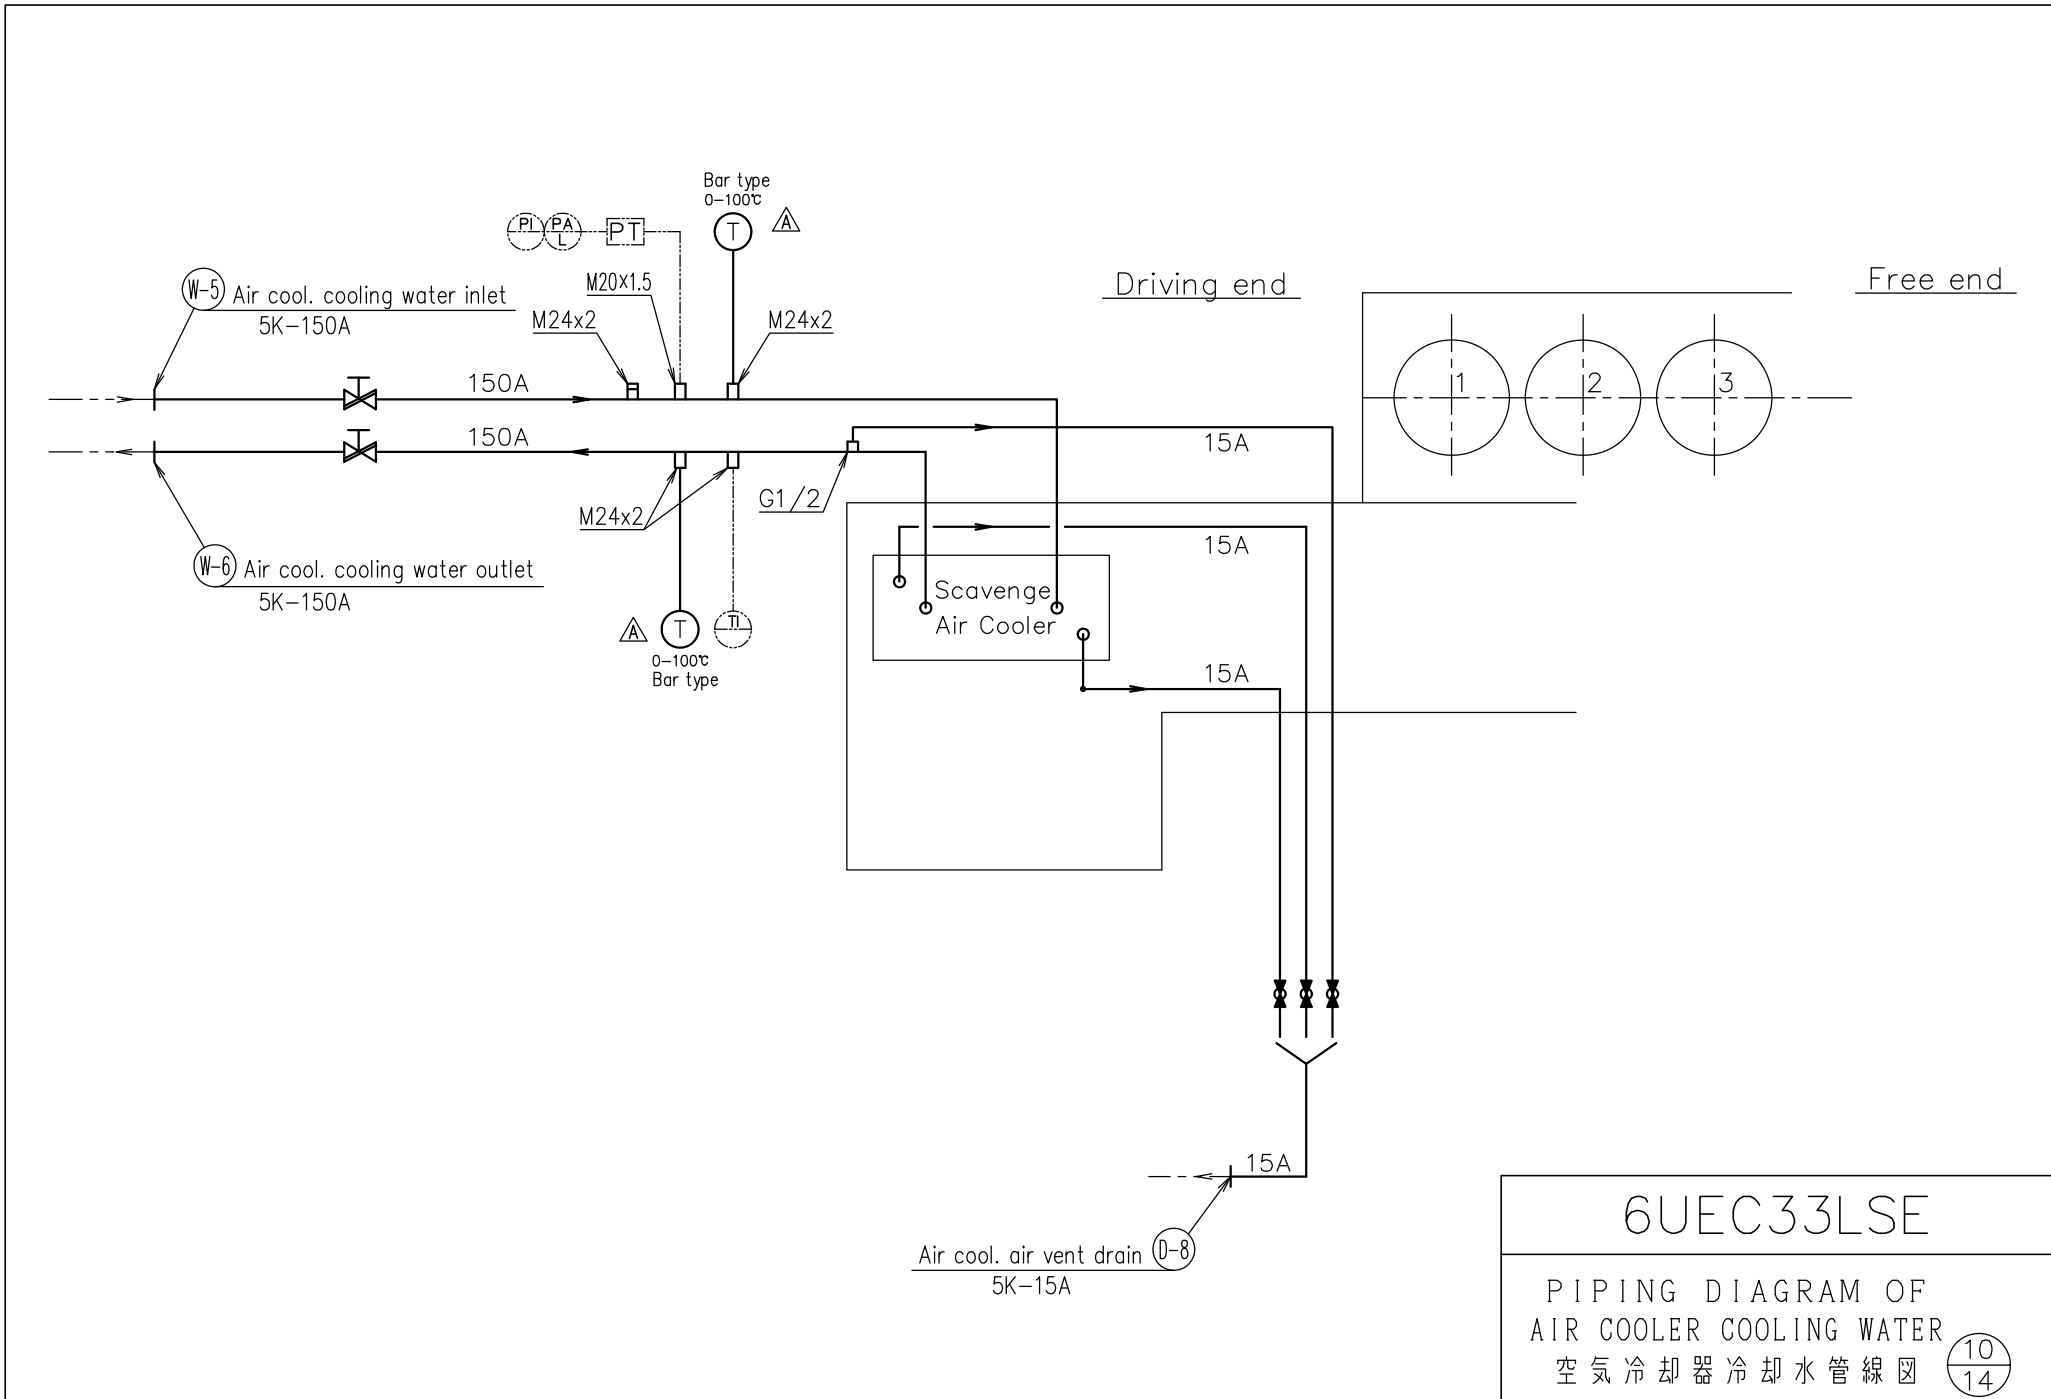 Bar type
0-100℃
PI
PA
L
PT
T
A
W-5
Air cool. cooling water inlet
5K-150A
M20x1.5
M24x2
M24x2
Driving end
Free end
150A
1
2
3
150A
15A
M24x2
G1/2
15A
W-6
Air cool. cooling water outlet
5K-150A
Scavenge
Air Cooler
A
T
TI
0-100℃
Bar type
15A
15A
Air cool. air vent drain
D-8
5K-15A
6UEC33LSE
PIPING DIAGRAM OF
AIR COOLER COOLING WATER
空気冷却器冷却水管線図
10
14